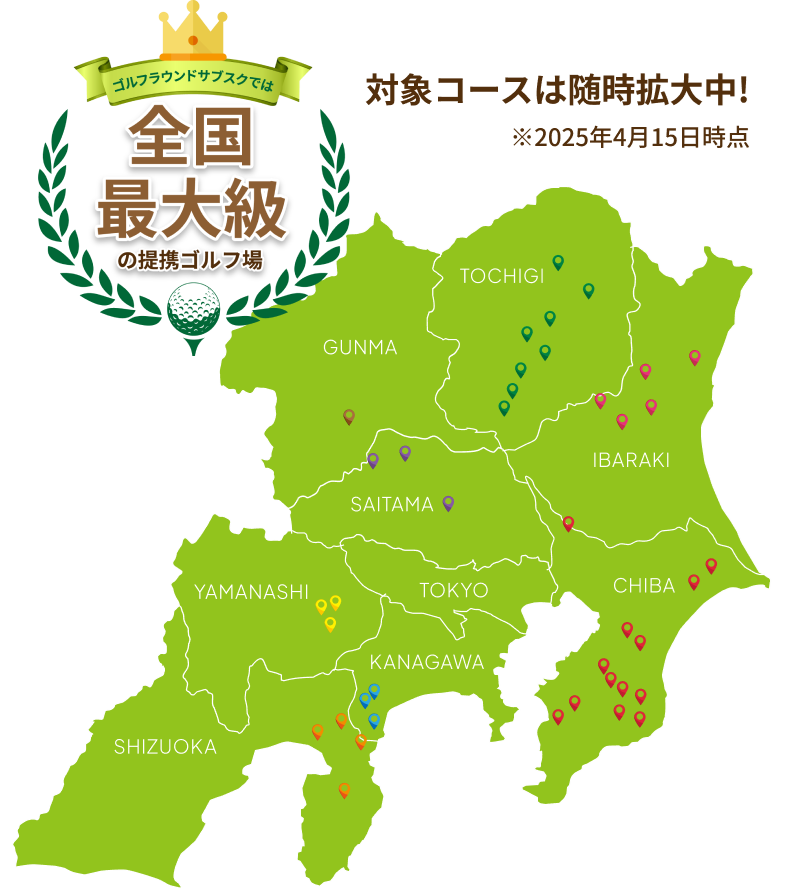 ゴルフラウンドサブスクでは
全国
最大級
の提携ゴルフ場
対象コースは随時拡大中!
※2025年4月15日時点
TOCHIGI
GUNMA
IBARAKI
SAITAMA
YAMANASHI
TOKYO
CHIBA
KANAGAWA
SHIZUOKA